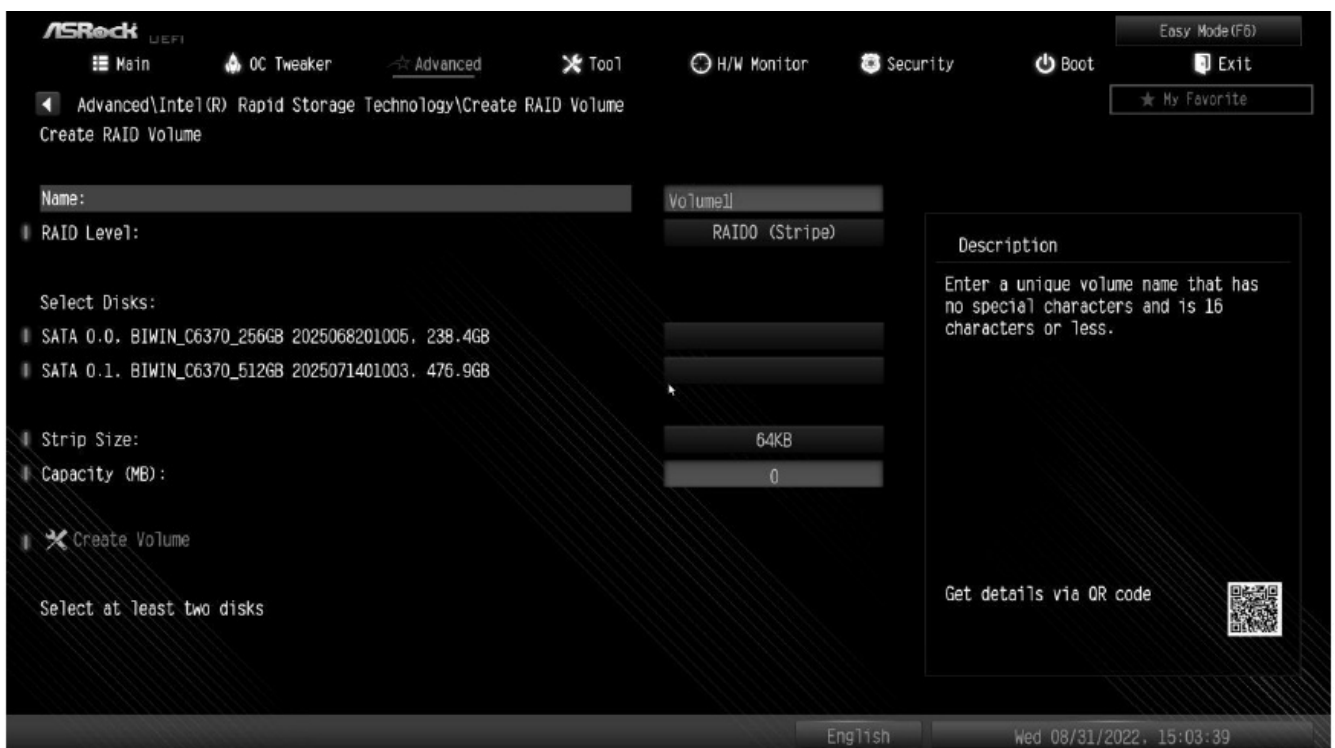 ASRock UEFI
Easy Mode(F6)
Main OC Tweaker Advanced Tool H/W Monitor Security Boot Exit
Advanced\Intel(R) Rapid Storage Technology\Create RAID Volume
My Favorite
Create RAID Volume
Name: Volume1
RAID Level: RAID0 (Stripe)
Description
Enter a unique volume name that has
no special characters and is 16
characters or less.
Select Disks:
SATA 0.0, BIWIN_C6370_256GB 2025068201005, 238.4GB
SATA 0.1, BIWIN_C6370_512GB 2025071401003, 476.9GB
Strip Size: 64KB
Capacity (MB): 0
Create Volume
Select at least two disks
Get details via QR code
English Wed 08/31/2022, 15:03:39